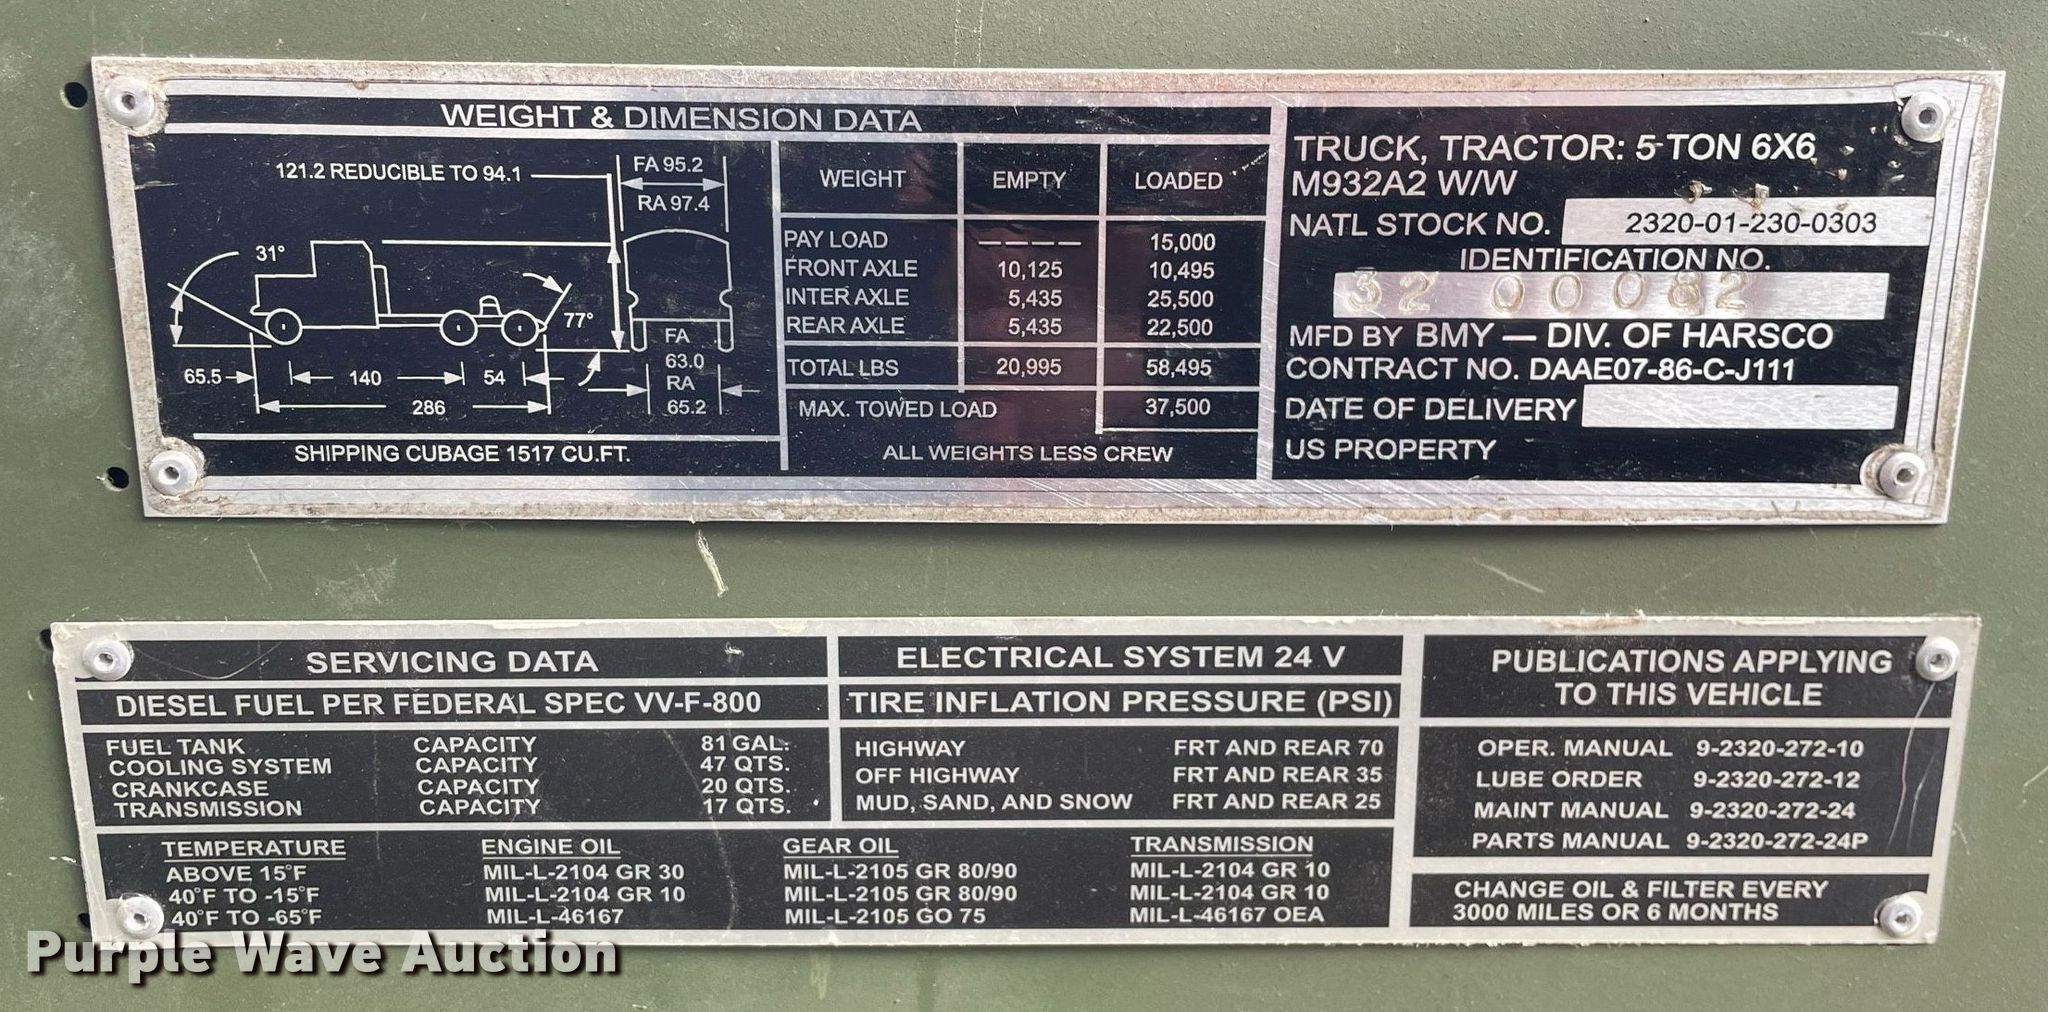 WEIGHT & DIMENSION DATA
121.2 REDUCIBLE TO 94.1
FA 95.2
RA 97.4
31°
77°
FA
63.0
RA
65.2
65.5
140
54
286
SHIPPING CUBAGE 1517 CU.FT.
WEIGHT EMPTY LOADED
PAY LOAD ———— 15,000
FRONT AXLE 10,125 10,495
INTER AXLE 5,435 25,500
REAR AXLE 5,435 22,500
TOTAL LBS 20,995 58,495
MAX. TOWED LOAD 37,500
ALL WEIGHTS LESS CREW
TRUCK, TRACTOR: 5-TON 6X6
M932A2 W/W
NATL STOCK NO. 2320-01-230-0303
IDENTIFICATION NO.
32 00082
MFD BY BMY — DIV. OF HARSCO
CONTRACT NO. DAAE07-86-C-J111
DATE OF DELIVERY
US PROPERTY
SERVICING DATA
DIESEL FUEL PER FEDERAL SPEC VV-F-800
FUEL TANK CAPACITY 81 GAL.
COOLING SYSTEM CAPACITY 47 QTS.
CRANKCASE CAPACITY 20 QTS.
TRANSMISSION CAPACITY 17 QTS.
ELECTRICAL SYSTEM 24 V
TIRE INFLATION PRESSURE (PSI)
HIGHWAY FRT AND REAR 70
OFF HIGHWAY FRT AND REAR 35
MUD, SAND, AND SNOW FRT AND REAR 25
TEMPERATURE ENGINE OIL GEAR OIL TRANSMISSION
ABOVE 15°F MIL-L-2104 GR 30 MIL-L-2105 GR 80/90 MIL-L-2104 GR 10
40°F TO -15°F MIL-L-2104 GR 10 MIL-L-2105 GR 80/90 MIL-L-2104 GR 10
40°F TO -65°F MIL-L-46167 MIL-L-2105 GO 75 MIL-L-46167 OEA
PUBLICATIONS APPLYING
TO THIS VEHICLE
OPER. MANUAL 9-2320-272-10
LUBE ORDER 9-2320-272-12
MAINT MANUAL 9-2320-272-24
PARTS MANUAL 9-2320-272-24P
CHANGE OIL & FILTER EVERY
3000 MILES OR 6 MONTHS
Purple Wave Auction